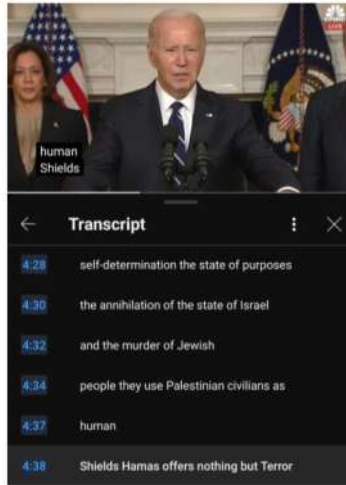 CNBC
LIVE
human
Shields
Transcript
4:28 self-determination the state of purposes
4:30 the annihilation of the state of Israel
4:32 and the murder of Jewish
4:34 people they use Palestinian civilians as
4:37 human
4:38 Shields Hamas offers nothing but Terror